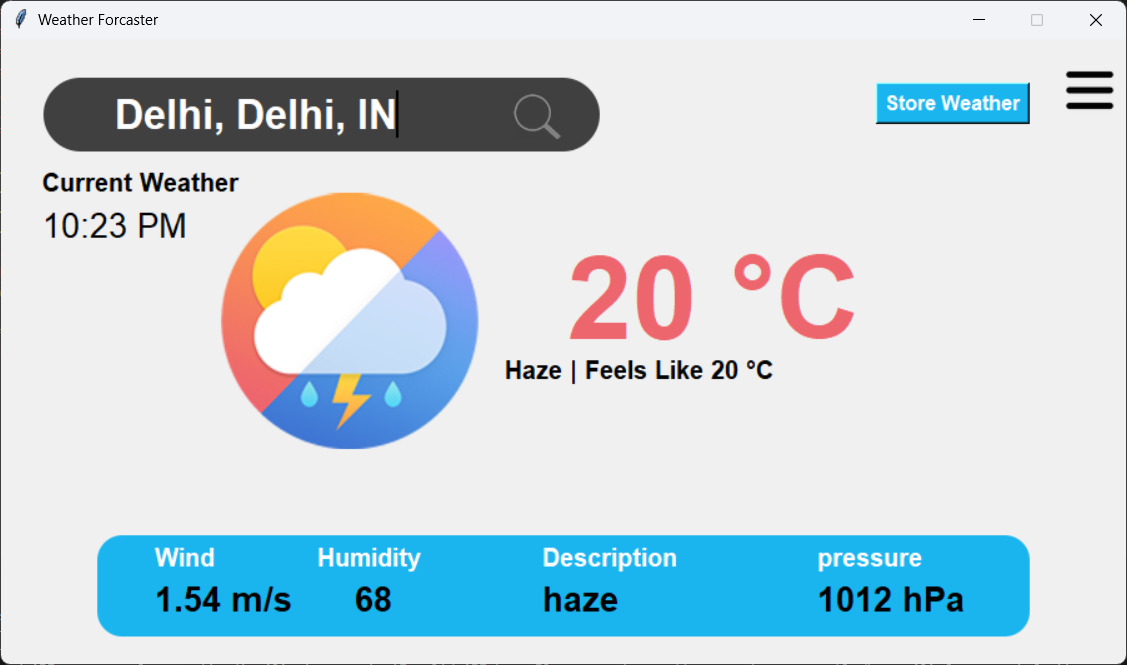 Weather Forcaster
Delhi, Delhi, IN
Store Weather
Current Weather
10:23 PM
20 °C
Haze | Feels Like 20 °C
Wind Humidity Description pressure
1.54 m/s 68 haze 1012 hPa